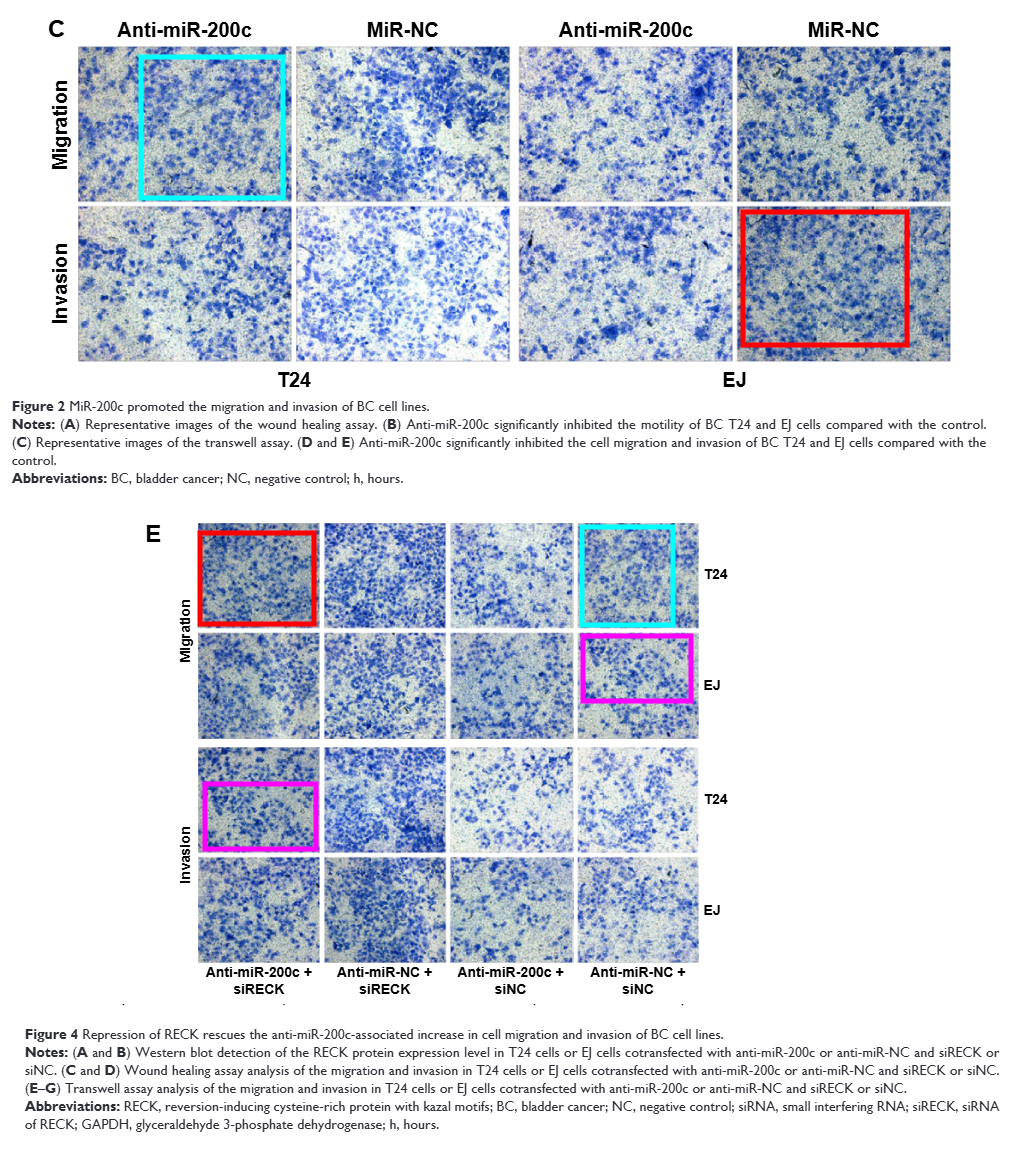 C
Anti-miR-200c MiR-NC Anti-miR-200c MiR-NC
Migration
Invasion
T24 EJ
Figure 2 MiR-200c promoted the migration and invasion of BC cell lines.
Notes: (A) Representative images of the wound healing assay. (B) Anti-miR-200c significantly inhibited the motility of BC T24 and EJ cells compared with the control.
(C) Representative images of the transwell assay. (D and E) Anti-miR-200c significantly inhibited the cell migration and invasion of BC T24 and EJ cells compared with the
control.
Abbreviations: BC, bladder cancer; NC, negative control; h, hours.
E
Migration
T24
EJ
Invasion
T24
EJ
Anti-miR-200c + Anti-miR-NC + Anti-miR-200c + Anti-miR-NC +
siRECK siRECK siNC siNC
Figure 4 Repression of RECK rescues the anti-miR-200c-associated increase in cell migration and invasion of BC cell lines.
Notes: (A and B) Western blot detection of the RECK protein expression level in T24 cells or EJ cells cotransfected with anti-miR-200c or anti-miR-NC and siRECK or
siNC. (C and D) Wound healing assay analysis of the migration and invasion in T24 cells or EJ cells cotransfected with anti-miR-200c or anti-miR-NC and siRECK or siNC.
(E–G) Transwell assay analysis of the migration and invasion in T24 cells or EJ cells cotransfected with anti-miR-200c or anti-miR-NC and siRECK or siNC.
Abbreviations: RECK, reversion-inducing cysteine-rich protein with kazal motifs; BC, bladder cancer; NC, negative control; siRNA, small interfering RNA; siRECK, siRNA
of RECK; GAPDH, glyceraldehyde 3-phosphate dehydrogenase; h, hours.